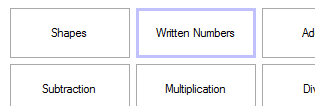 Shapes
Written Numbers
Subtraction
Multiplication